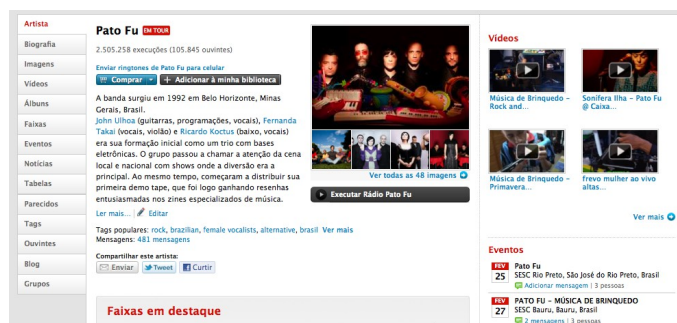 Artista
Biografia
Imagens
Vídeos
Álbuns
Faixas
Eventos
Notícias
Tabelas
Parecidos
Tags
Ouvintes
Blog
Grupos
Pato Fu EM TOUR
2.505.258 execuções (105.845 ouvintes)
Enviar ringtones de Pato Fu para celular
Comprar
+ Adicionar à minha biblioteca
A banda surgiu em 1992 em Belo Horizonte, Minas
Gerais, Brasil.
John Ulhoa (guitarras, programações, vocais), Fernanda
Takai (vocais, violão) e Ricardo Koctus (baixo, vocais)
era sua formação inicial como um trio com bases
eletrônicas. O grupo passou a chamar a atenção da cena
local e nacional com shows onde a diversão era a
principal. Ao mesmo tempo, começaram a distribuir sua
primeira demo tape, que foi logo ganhando resenhas
entusiasmadas nos zines especializados de música.
Ler mais... | Editar
Tags populares: rock, brazilian, female vocalists, alternative, brasil Ver mais
Mensagens: 481 mensagens
Compartilhar este artista:
Enviar
Tweet
Curtir
Faixas em destaque
Ver todas as 48 imagens
Executar Rádio Pato Fu
Vídeos
Música de Brinquedo –
Rock and...
Sonífera Ilha – Pato Fu
@ Caixa...
Música de Brinquedo –
Primavera...
frevo mulher ao vivo
altas...
Ver mais
Eventos
FEV
25
Pato Fu
SESC Rio Preto, São José do Rio Preto, Brasil
Adicionar mensagem | 3 pessoas
FEV
27
PATO FU – MÚSICA DE BRINQUEDO
SESC Bauru, Bauru, Brasil
2 mensagens | 3 pessoas